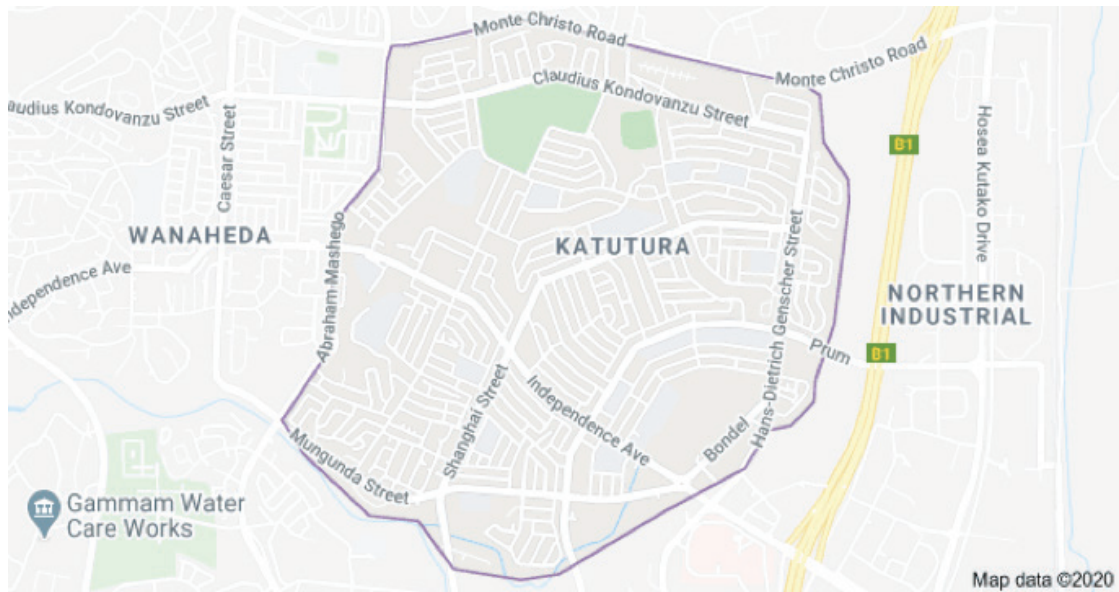 Monte Christo Road
Monte Christo Road
Claudius Kondovanzu Street
laudius Kondovanzu Street
Caesar Street
Hosea Kutako Drive
B1
WANAHEDA
KATUTURA
Abraham Mashego
Hans-Dietrich Genscher Street
ndependence Ave
NORTHERN
INDUSTRIAL
Prum
B1
Shanghai Street
Independence Ave
Bondel
Mungunda Street
Gammam Water
Care Works
Map data ©2020